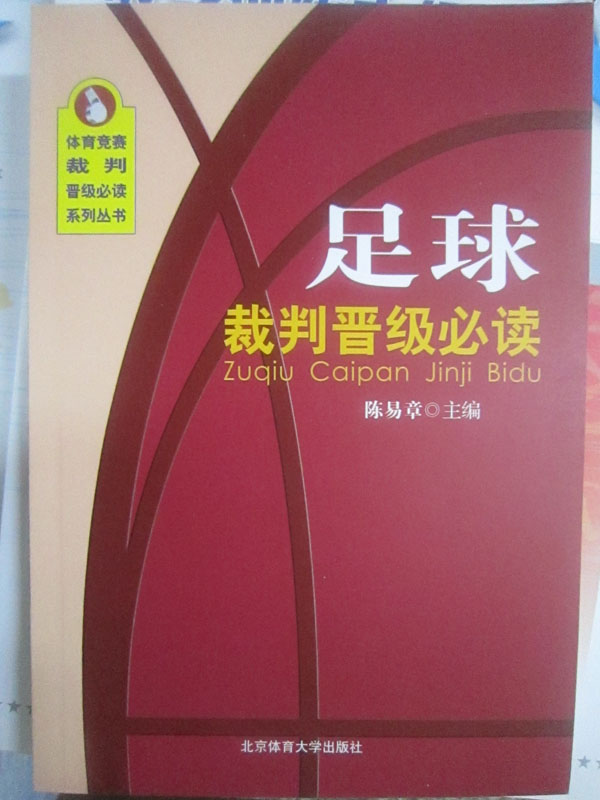 体育竞赛
裁判
晋级必读
系列丛书
足球
裁判晋级必读
Zuqiu Caipan Jinji Bidu
陈易章◎主编
北京体育大学出版社